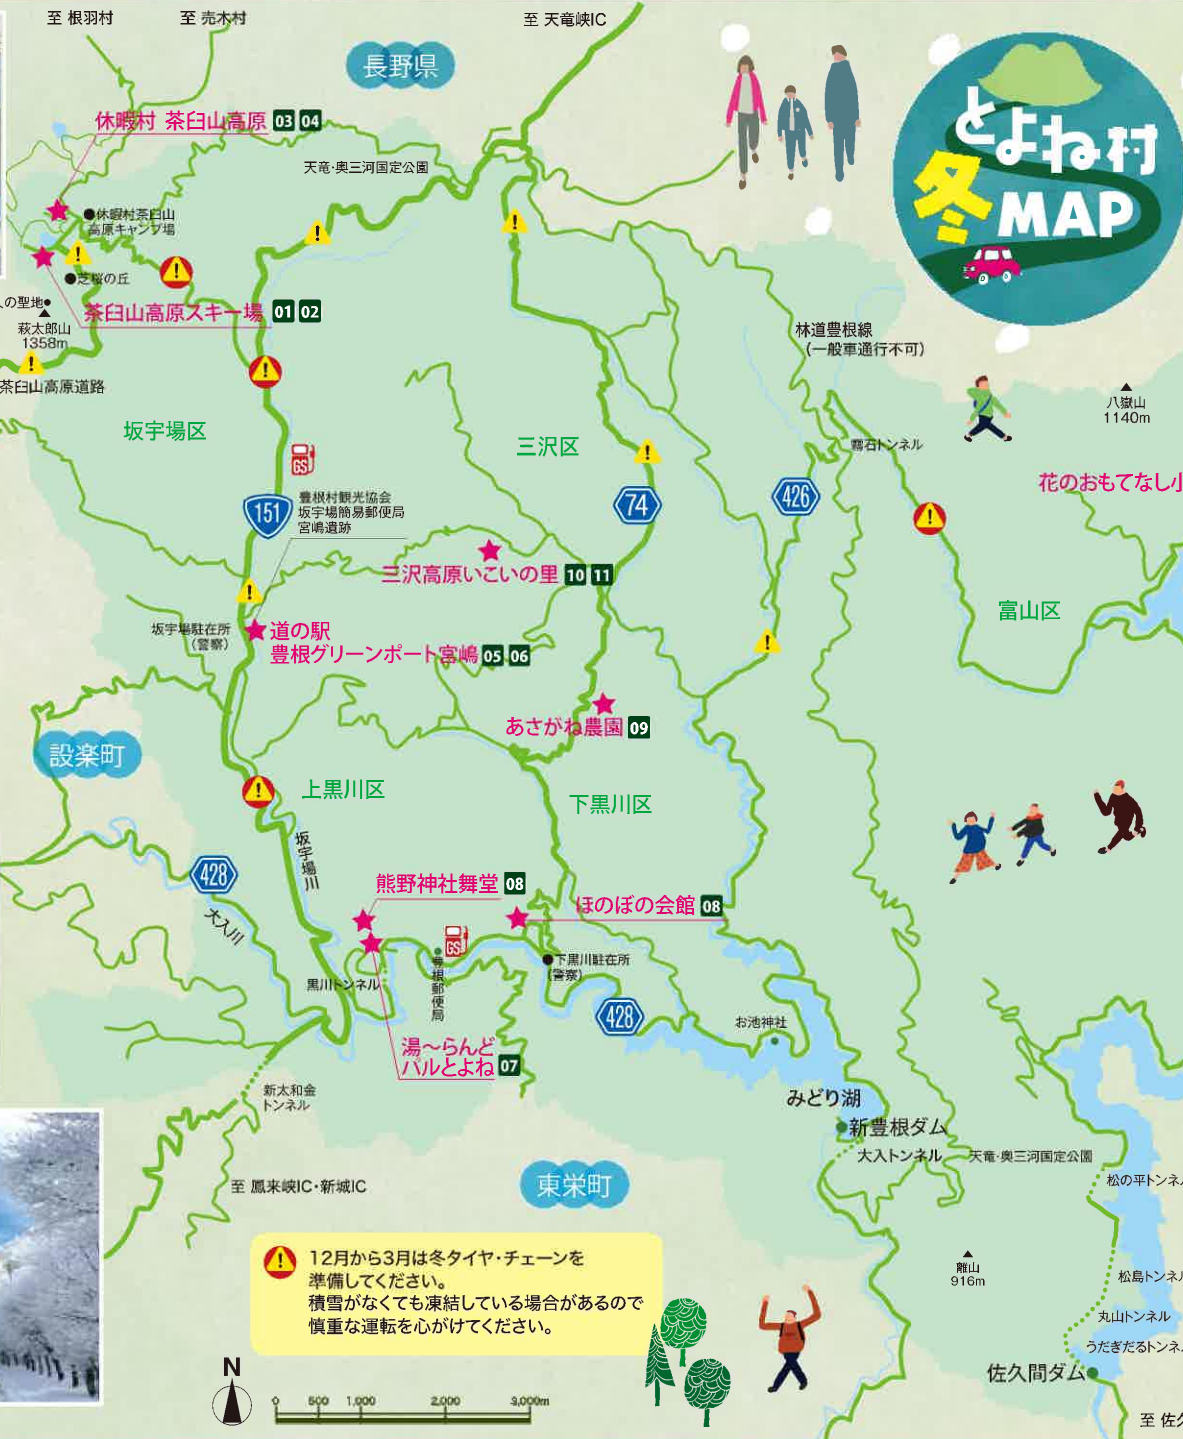 至 根羽村
至 売木村
至 天竜峡IC
長野県
とよね村
冬
MAP
休暇村 茶臼山高原 03 04
天竜・奥三河国定公園
●休暇村茶臼山
高原キャンプ場
●芝桜の丘
人の聖地●
茶臼山高原スキー場 01 02
萩太郎山
1358m
茶臼山高原道路
林道豊根線
(一般車通行不可)
八嶽山
1140m
坂宇場区
三沢区
霧石トンネル
GS
花のおもてなし小
151
豊根村観光協会
坂宇場簡易郵便局
宮嶋遺跡
74
426
三沢高原いこいの里 10 11
富山区
坂宇場駐在所
(警察)
道の駅
豊根グリーンポート宮嶋 05 06
あさがね農園 09
設楽町
上黒川区
下黒川区
坂宇場川
428
大入川
熊野神社舞堂 08
ほのぼの会館 08
GS
豊根郵便局
●下黒川駐在所
(警察)
黒川トンネル
428
お池神社
湯～らんど
パルとよね 07
新太和金
トンネル
みどり湖
新豊根ダム
大入トンネル
天竜・奥三河国定公園
松の平トンネル
至 鳳来峡IC・新城IC
東栄町
12月から3月は冬タイヤ・チェーンを
準備してください。
積雪がなくても凍結している場合があるので
慎重な運転を心がけてください。
離山
916m
松島トンネル
丸山トンネル
うだぎだるトンネ
佐久間ダム
N
0 500 1,000 2,000 3,000m
至 佐久